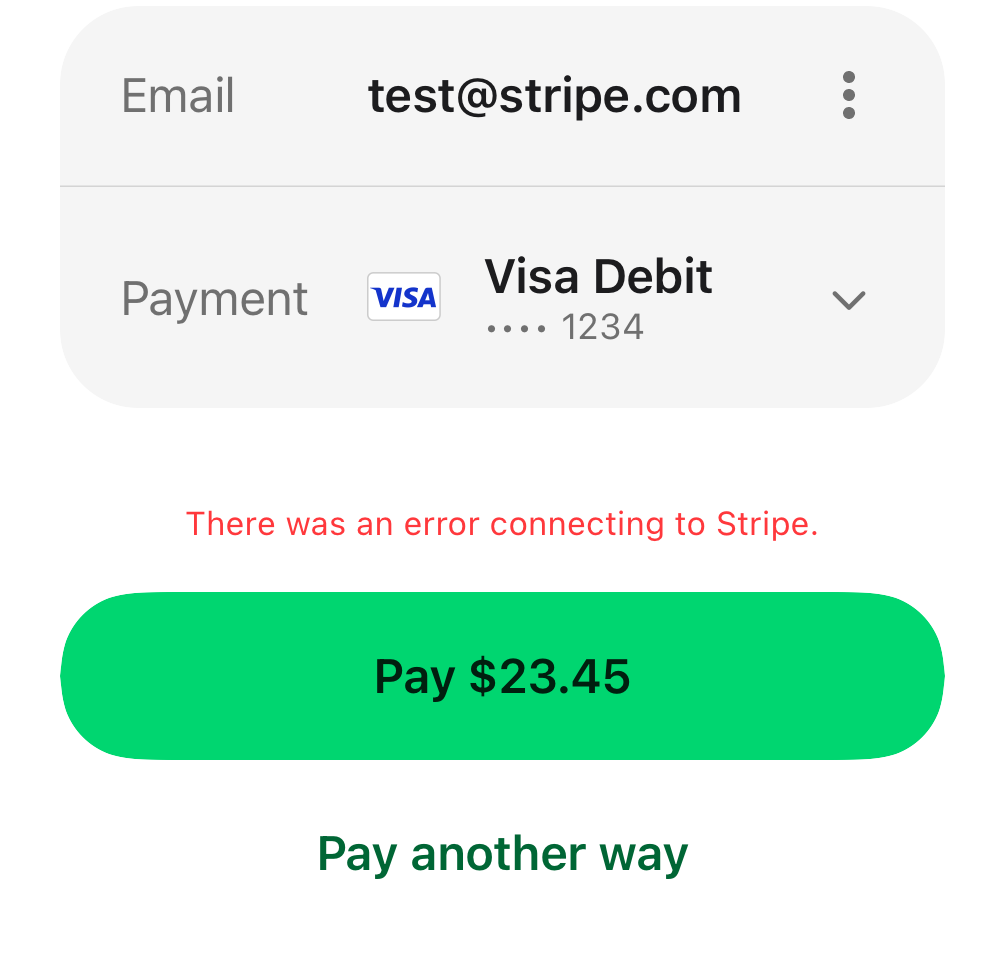 Email test@stripe.com
Payment VISA Visa Debit
•••• 1234
There was an error connecting to Stripe.
Pay $23.45
Pay another way